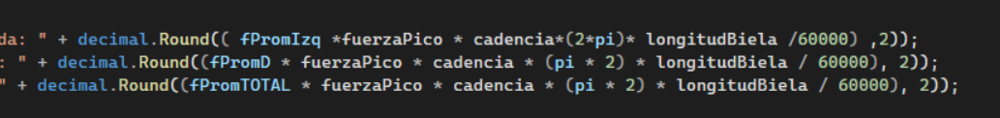 da: " + decimal.Round(( fPromIzq *fuerzaPico * cadencia*(2*pi)* longitudBiela /60000) ,2));
: " + decimal.Round((fPromD * fuerzaPico * cadencia * (pi * 2) * longitudBiela / 60000), 2));
" + decimal.Round((fPromTOTAL * fuerzaPico * cadencia * (pi * 2) * longitudBiela / 60000), 2));